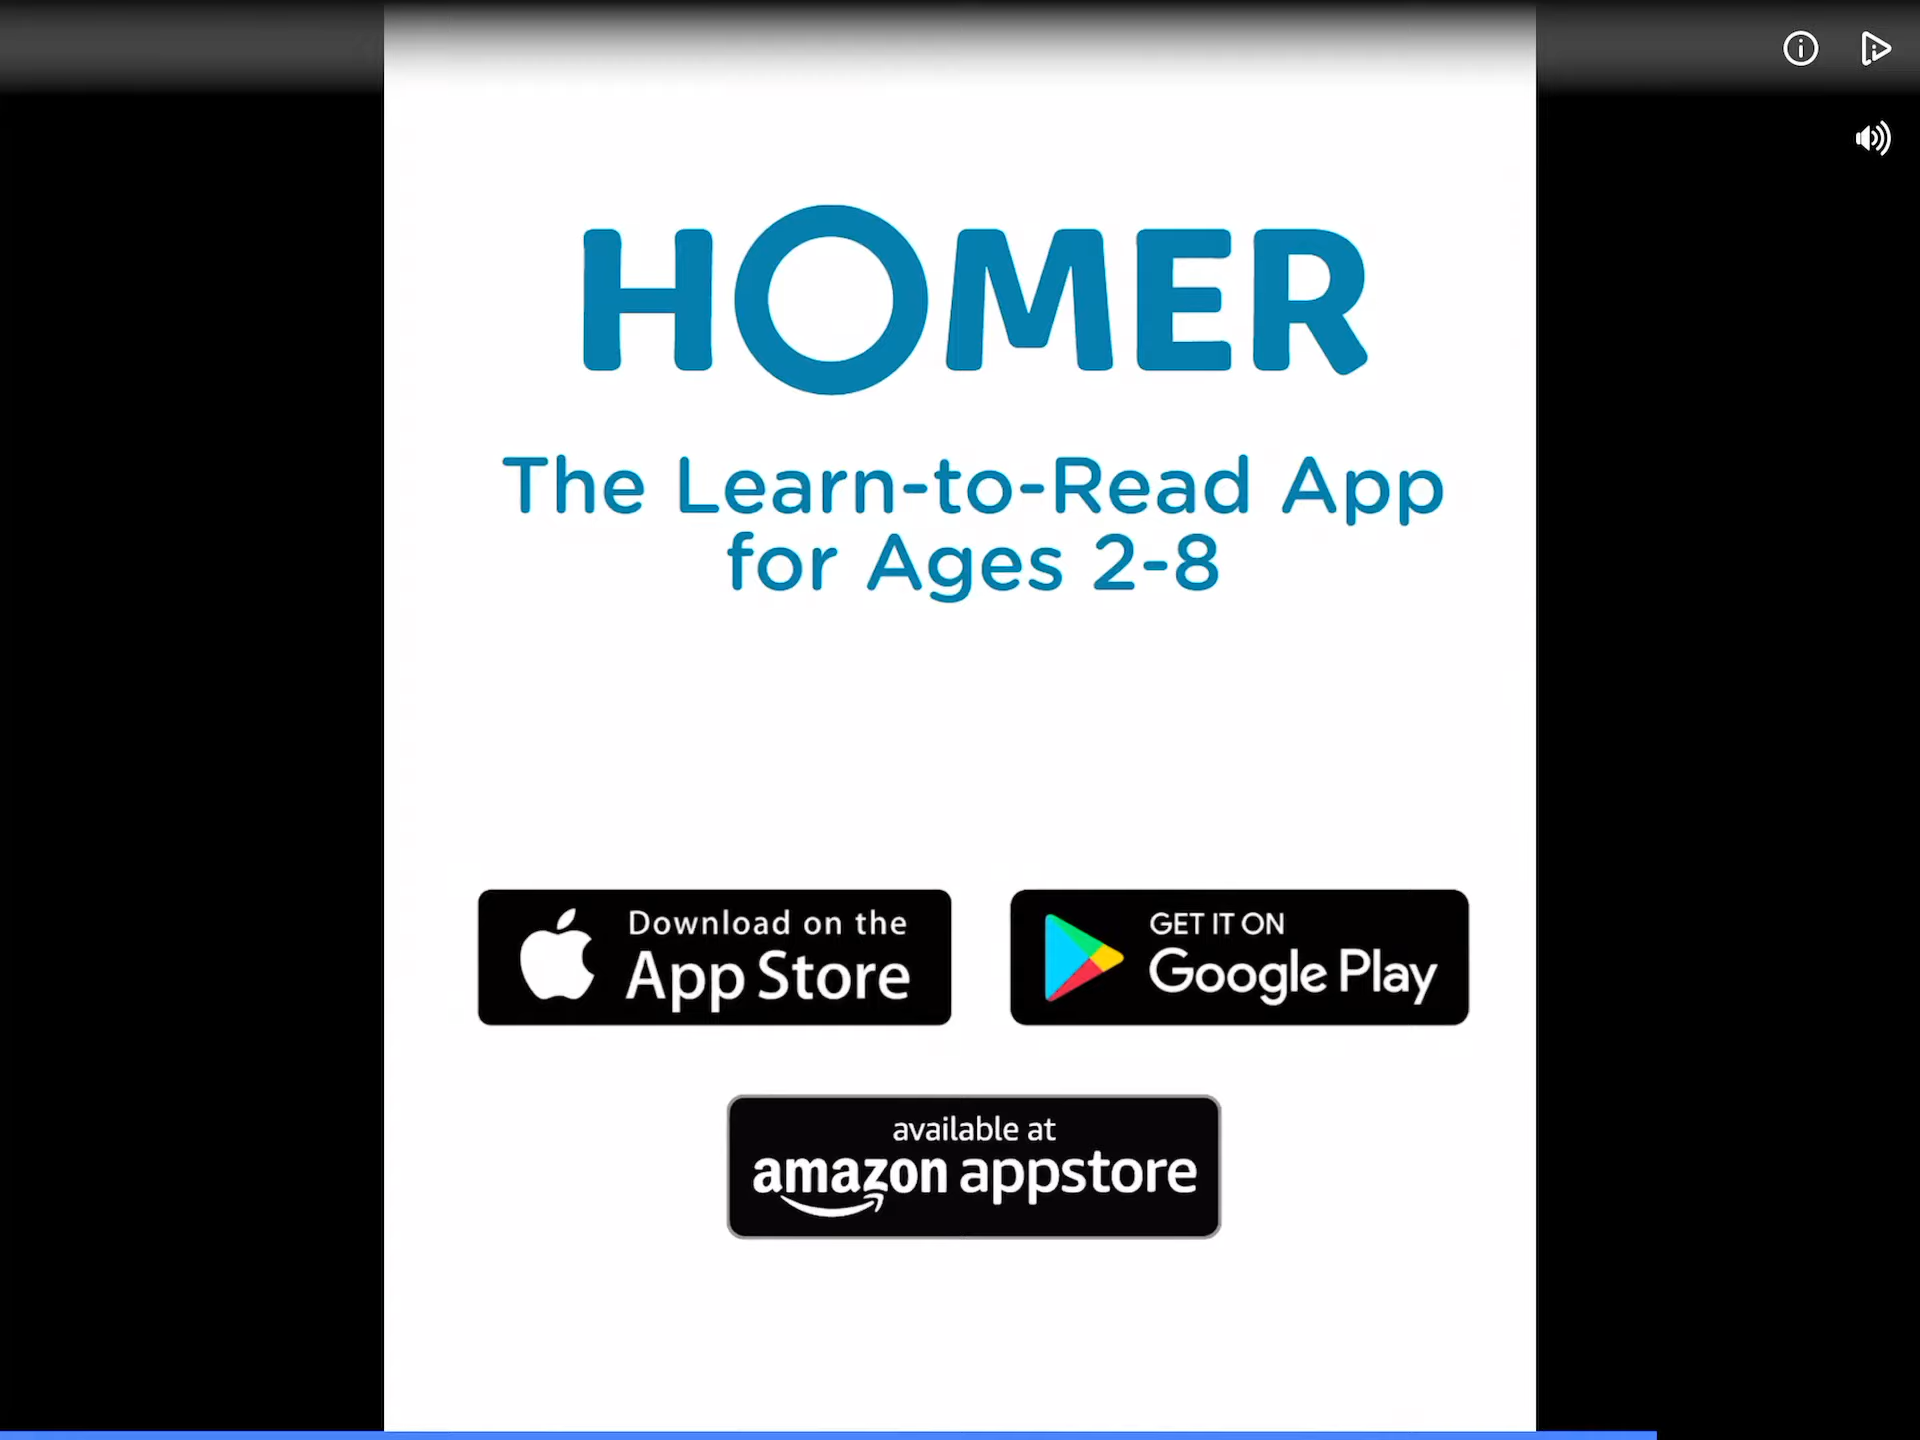 HOMER
The Learn-to-Read App
for Ages 2-8
Download on the
App Store
GET IT ON
Google Play
available at
amazon appstore